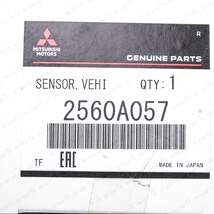 R
MITSUBISHI
MOTORS
GENUINE PARTS
SENSOR, VEHI QTY: 1
2560A057
TF EAC MADE IN JAPAN